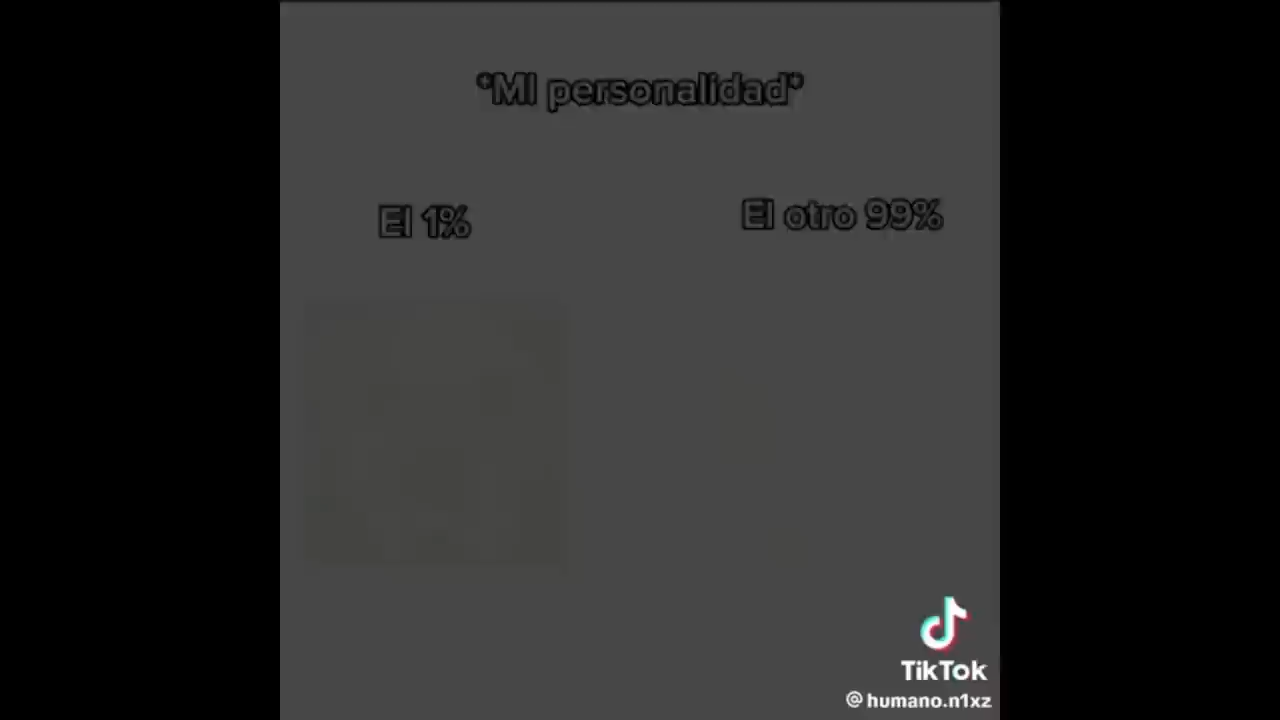 "MI personalidad"
El 1%
El otro 99%
TikTok
@humano.n1xz